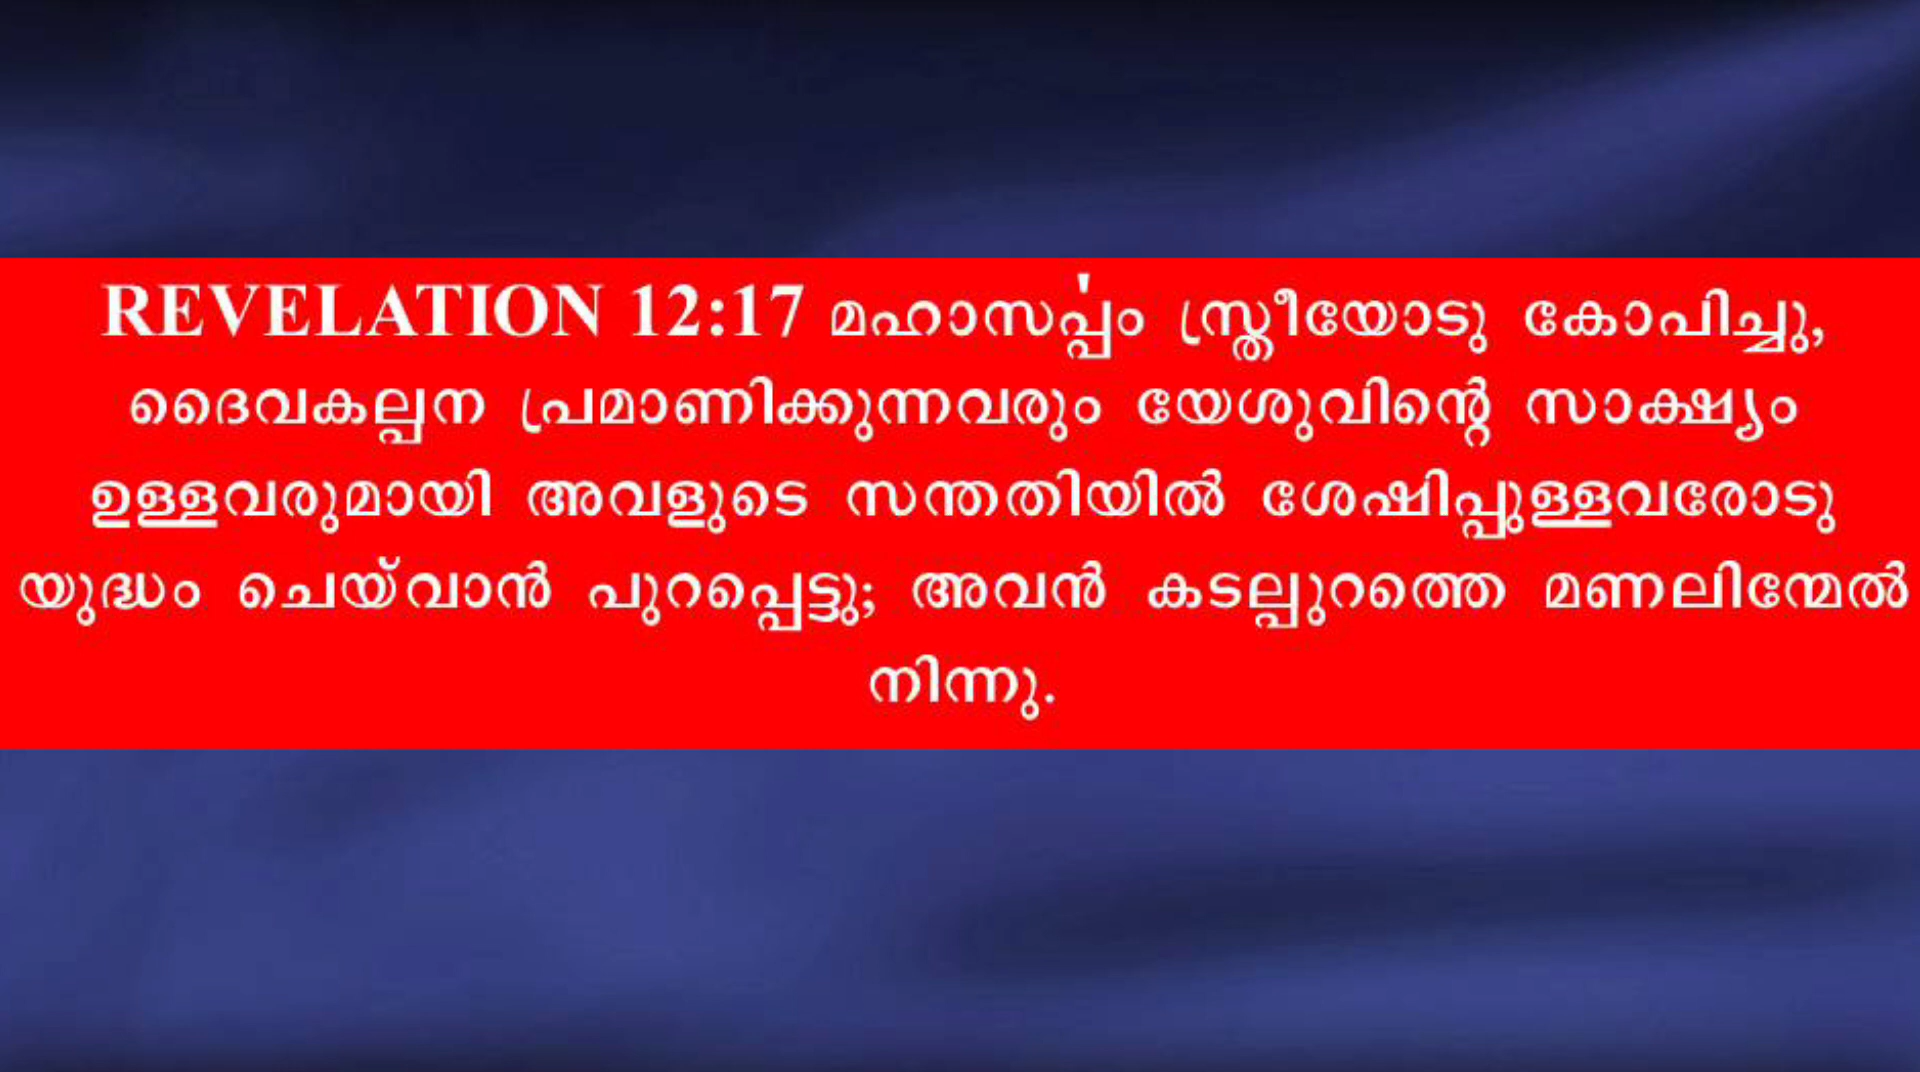 REVELATION 12:17 മഹാസൎപ്പം സ്ത്രീയോടു കോപിച്ചു,
ദൈവകല്പന പ്രമാണിക്കുന്നവരും യേശുവിന്റെ സാക്ഷ്യം
ഉള്ളവരുമായി അവളുടെ സന്തതിയിൽ ശേഷിപ്പുള്ളവരോടു
യുദ്ധം ചെയ്‌വാൻ പുറപ്പെട്ടു; അവൻ കടല്പുറത്തെ മണലിന്മേൽ
നിന്നു.